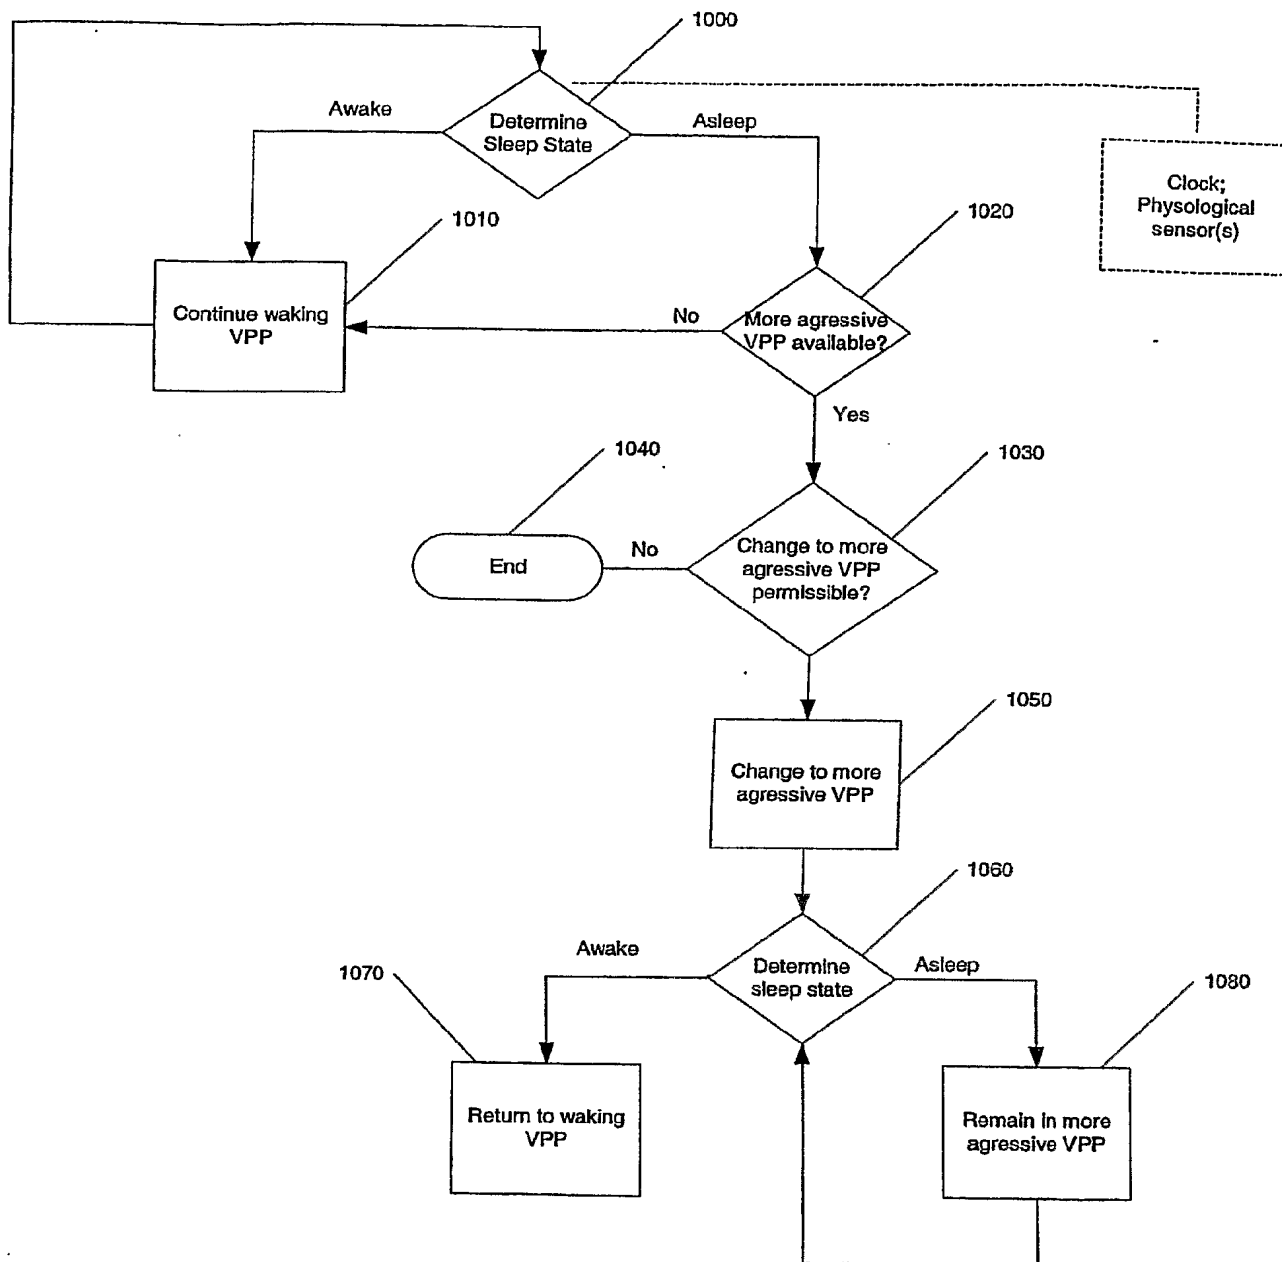 1000
Awake
Determine
Sleep State
Asleep
Clock;
Physological
sensor(s)
1010
1020
Continue waking
VPP
No
More agressive
VPP available?
Yes
1040
1030
End
No
Change to more
agressive VPP
permissible?
1050
Change to more
agressive VPP
1060
Awake
Determine
sleep state
Asleep
1070
1080
Return to waking
VPP
Remain in more
agressive VPP